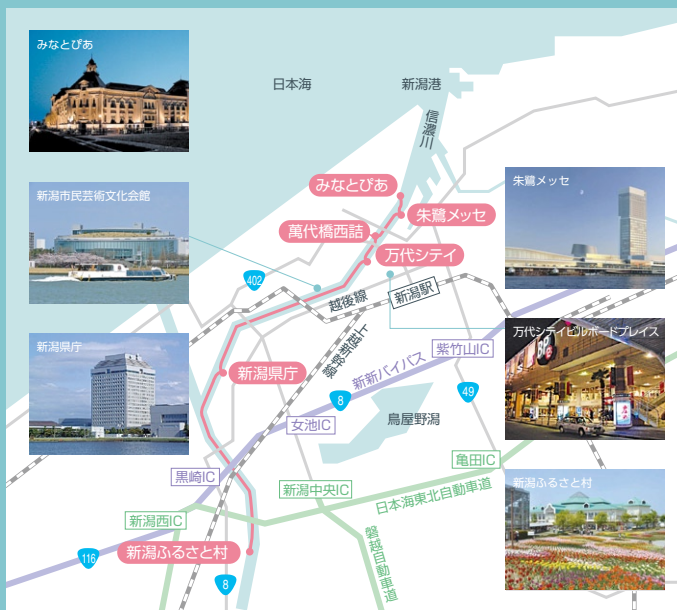 みなとぴあ
日本海
新潟港
信濃川
みなとぴあ
新潟市民芸術文化会館
朱鷺メッセ
朱鷺メッセ
萬代橋西詰
万代シテイ
402
越後線
新潟駅
万代シテイビルボードプレイス
BP
新潟県庁
上越新幹線
紫竹山IC
新潟県庁
新新バイパス
8
49
女池IC
鳥屋野潟
亀田IC
黒崎IC
新潟中央IC
日本海東北自動車道
新潟ふるさと村
新潟西IC
新潟ふるさと村
磐越自動車道
116
8